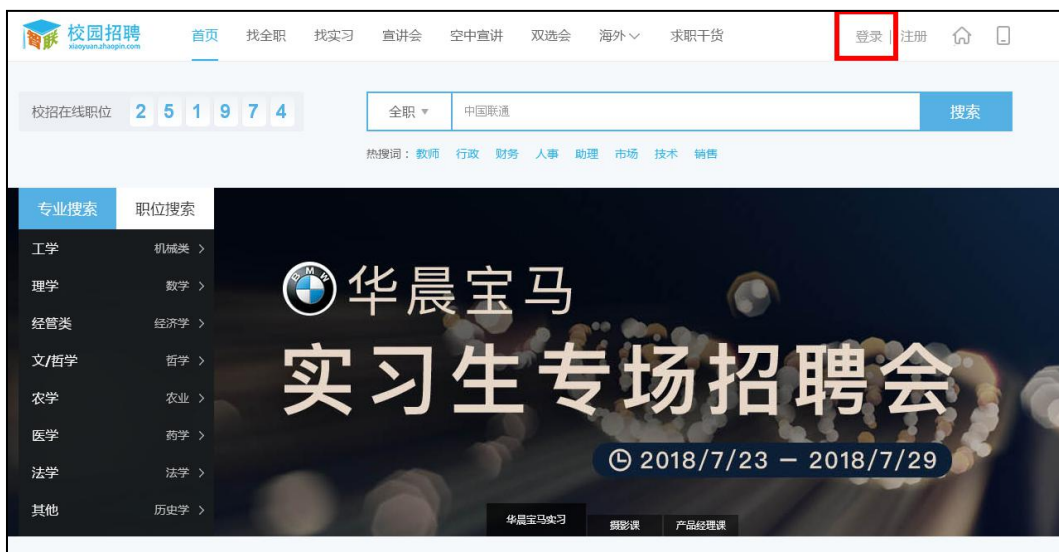 智联 校园招聘
xiaoyuan.zhaopin.com
首页 找全职 找实习 宣讲会 空中宣讲 双选会 海外 求职干货 登录 | 注册
校招在线职位 2 5 1 9 7 4 全职 中国联通 搜索
热搜词：教师 行政 财务 人事 助理 市场 技术 销售
专业搜索 职位搜索
工学 机械类
理学 数学
经管类 经济学
文/哲学 哲学
农学 农业
医学 药学
法学 法学
其他 历史学
BMW 华晨宝马
实习生专场招聘会
2018/7/23 — 2018/7/29
华晨宝马实习 摄影课 产品经理课